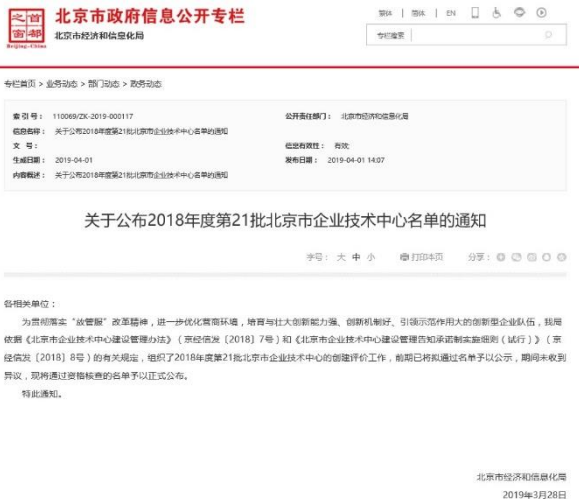 首都之窗
Beijing-China
北京市政府信息公开专栏
北京市经济和信息化局
繁体 | 简体 | EN
专栏搜索
专栏首页 > 业务动态 > 部门动态 > 政务动态
索 引 号： 110069/ZK-2019-000117 公开责任部门： 北京市经济和信息化局
信息名称： 关于公布2018年度第21批北京市企业技术中心名单的通知
文 号： 信息有效性： 有效
生成日期： 2019-04-01 发布日期： 2019-04-01 14:07
内容概述： 关于公布2018年度第21批北京市企业技术中心名单的通知
关于公布2018年度第21批北京市企业技术中心名单的通知
字号： 大 中 小 打印本页 分享：
各相关单位：
为贯彻落实“放管服”改革精神，进一步优化营商环境，培育与壮大创新能力强、创新机制好、引领示范作用大的创新型企业队伍，我局
依据《北京市企业技术中心建设管理办法》（京经信发〔2018〕7号）和《北京市企业技术中心建设管理告知承诺制实施细则（试行）》（京
经信发〔2018〕8号）的有关规定，组织了2018年度第21批北京市企业技术中心的创建评价工作，前期已将拟通过名单予以公示，期间未收到
异议，现将通过资格核查的名单予以正式公布。
特此通知。
北京市经济和信息化局
2019年3月28日